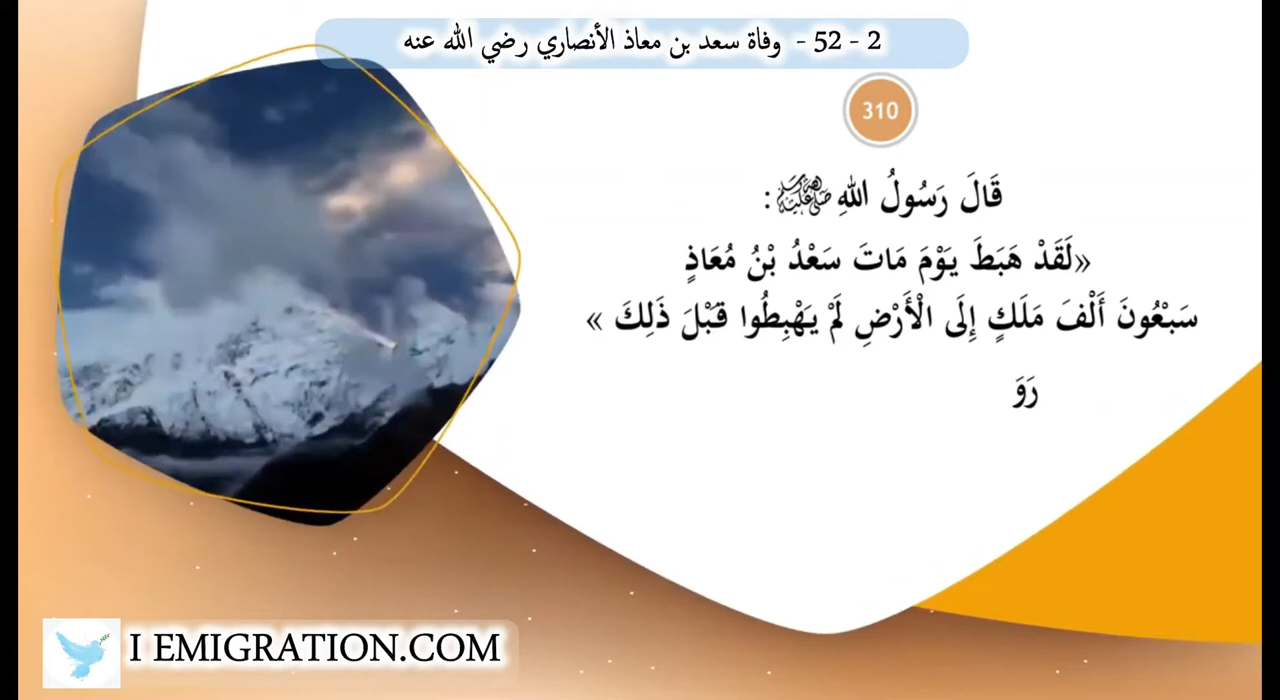 2 - 52 - وفاة سعد بن معاذ الأنصاري رضي الله عنه
310
قَالَ رَسُولُ اللهِ ﷺ :
«لَقَدْ هَبَطَ يَوْمَ مَاتَ سَعْدُ بْنُ مُعَاذٍ
سَبْعُونَ أَلْفَ مَلَكٍ إِلَى الْأَرْضِ لَمْ يَهْبِطُوا قَبْلَ ذَلِكَ »
رَوَ
I EMIGRATION.COM